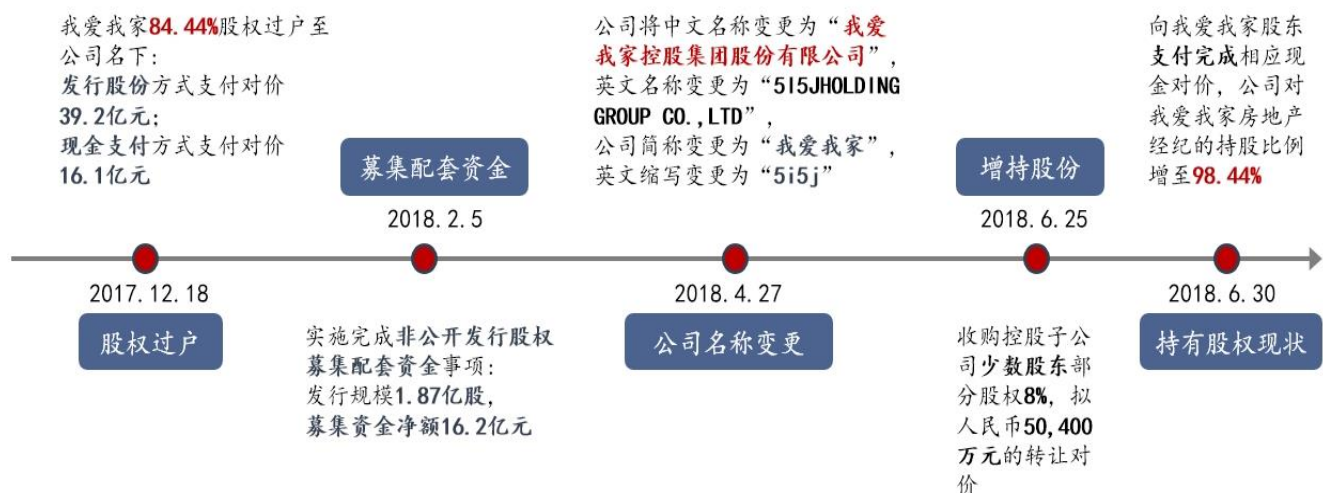 我爱我家84.44%股权过户至
公司名下:
发行股份方式支付对价
39.2亿元;
现金支付方式支付对价
16.1亿元
2017.12.18
股权过户
募集配套资金
2018.2.5
实施完成非公开发行股权
募集配套资金事项:
发行规模1.87亿股,
募集资金净额16.2亿元
公司将中文名称变更为“我爱
我家控股集团股份有限公司”,
英文名称变更为“5I5JHOLDING
GROUP CO.,LTD”,
公司简称变更为“我爱我家”,
英文缩写变更为“5i5j”
2018.4.27
公司名称变更
增持股份
2018.6.25
收购控股子公
司少数股东部
分股权8%, 拟
人民币50,400
万元的转让对
价
向我爱我家股东
支付完成相应现
金对价, 公司对
我爱我家房地产
经纪的持股比例
增至98.44%
2018.6.30
持有股权现状